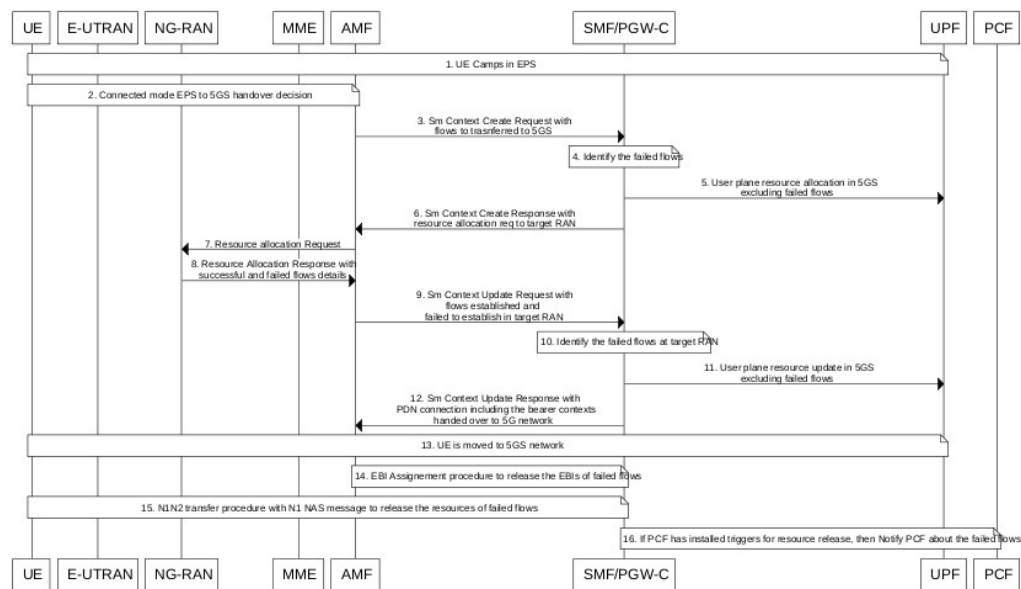 UE E-UTRAN NG-RAN MME AMF SMF/PGW-C UPF PCF
1. UE Camps in EPS
2. Connected mode EPS to 5GS handover decision
3. Sm Context Create Request with
flows to trasnferred to 5GS
4. Identify the failed flows
5. User plane resource allocation in 5GS
excluding failed flows
6. Sm Context Create Response with
resource allocation req to target RAN
7. Resource allocation Request
8. Resource Allocation Response with
successful and failed flows details
9. Sm Context Update Request with
flows established and
failed to establish in target RAN
10. Identify the failed flows at target RAN
11. User plane resource update in 5GS
excluding failed flows
12. Sm Context Update Response with
PDN connection including the bearer contexts
handed over to 5G network
13. UE is moved to 5GS network
14. EBI Assignement procedure to release the EBIs of failed flows
15. N1N2 transfer procedure with N1 NAS message to release the resources of failed flows
16. If PCF has installed triggers for resource release, then Notify PCF about the failed flows
UE E-UTRAN NG-RAN MME AMF SMF/PGW-C UPF PCF